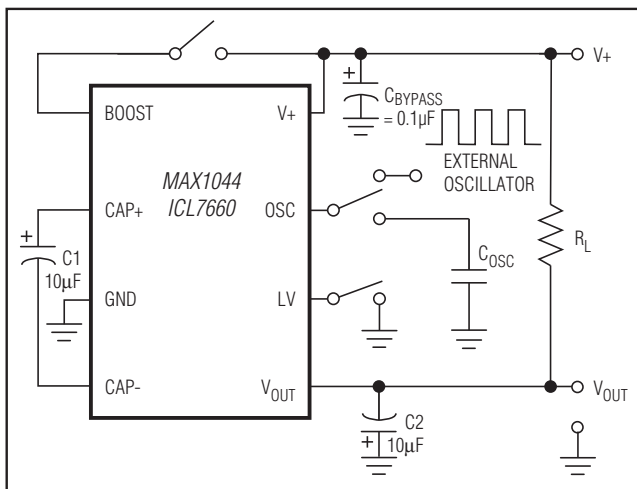 V+
BOOST
V+
+
CBYPASS
= 0.1µF
EXTERNAL
OSCILLATOR
MAX1044
ICL7660
CAP+
OSC
+
C1
10µF
COSC
RL
GND
LV
CAP-
VOUT
C2
+
10µF
VOUT